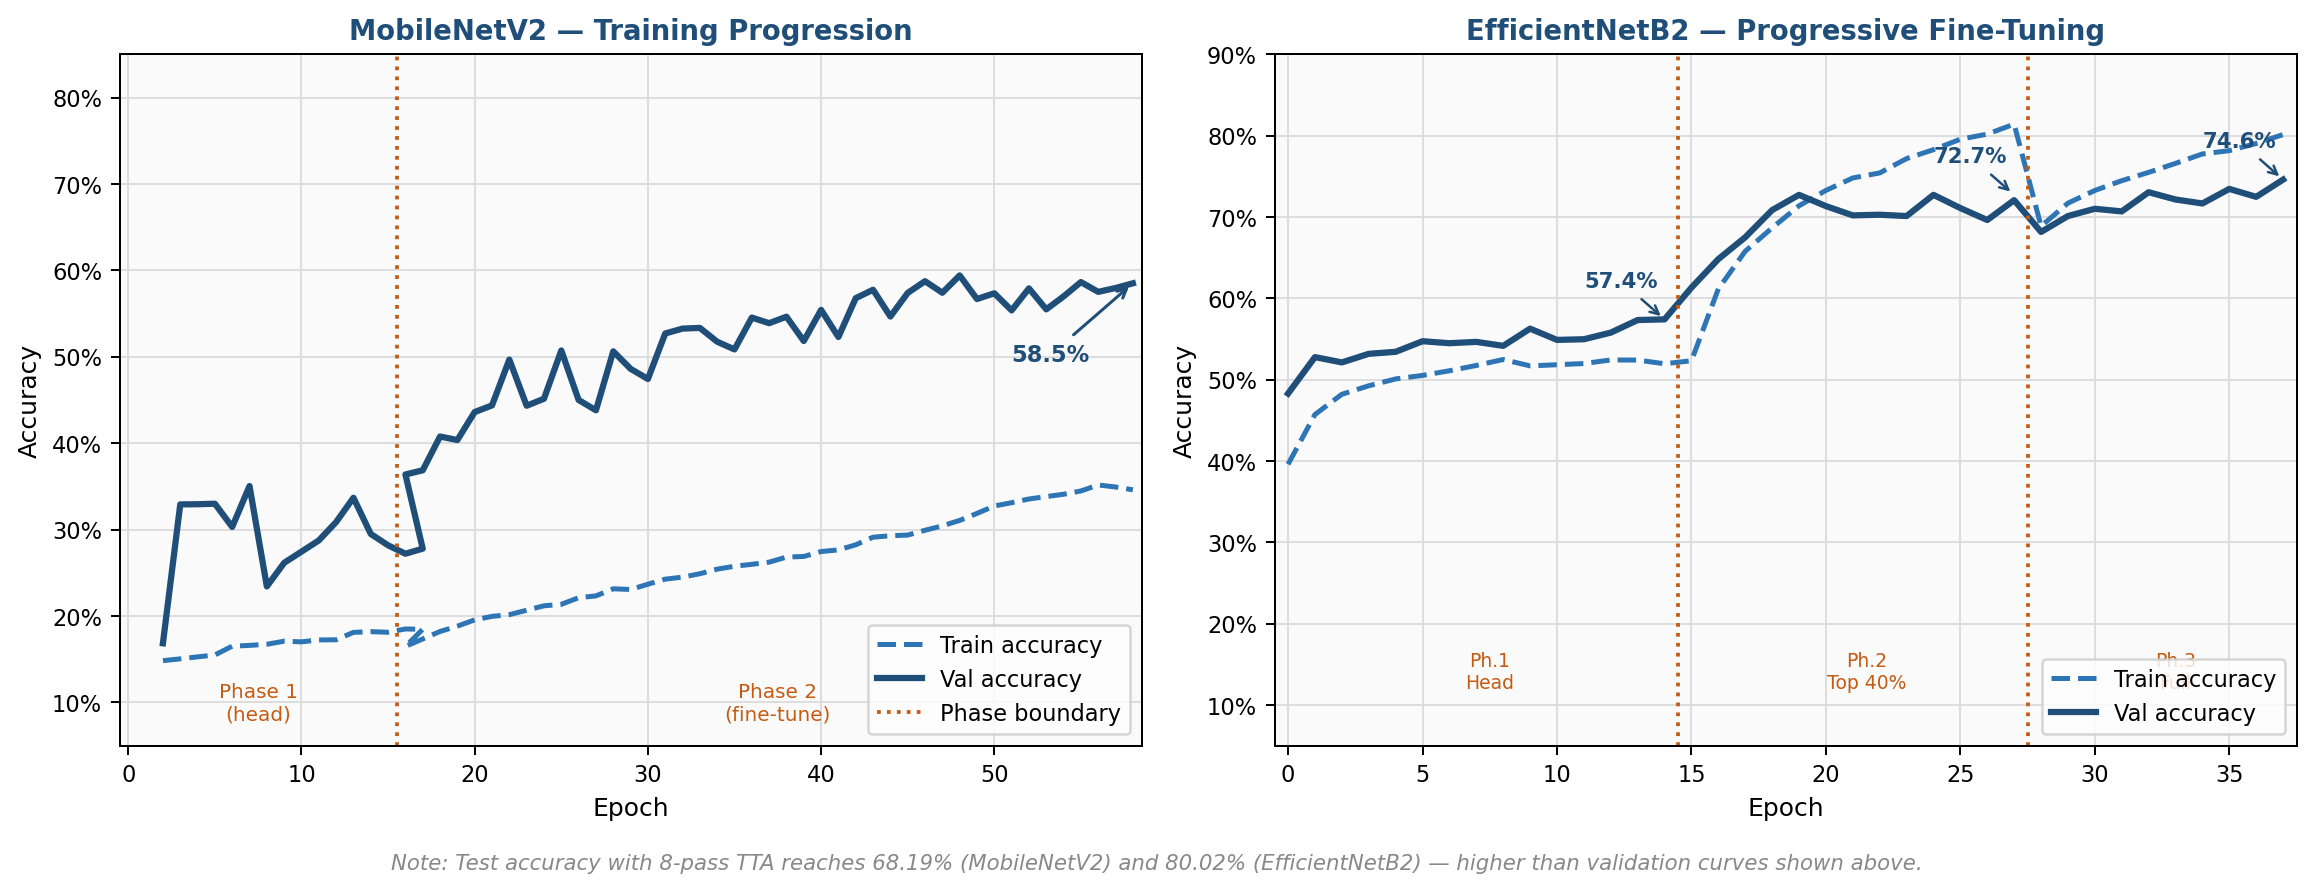 MobileNetV2 — Training Progression
80%
70%
60%
50%
40%
30%
20%
10%
Accuracy
58.5%
Phase 1
(head)
Phase 2
(fine-tune)
Train accuracy
Val accuracy
Phase boundary
0 10 20 30 40 50
Epoch
EfficientNetB2 — Progressive Fine-Tuning
90%
80%
70%
60%
50%
40%
30%
20%
10%
Accuracy
57.4%
72.7%
74.6%
Ph.1
Head
Ph.2
Top 40%
Ph.3
Train accuracy
Val accuracy
0 5 10 15 20 25 30 35
Epoch
Note: Test accuracy with 8-pass TTA reaches 68.19% (MobileNetV2) and 80.02% (EfficientNetB2) — higher than validation curves shown above.